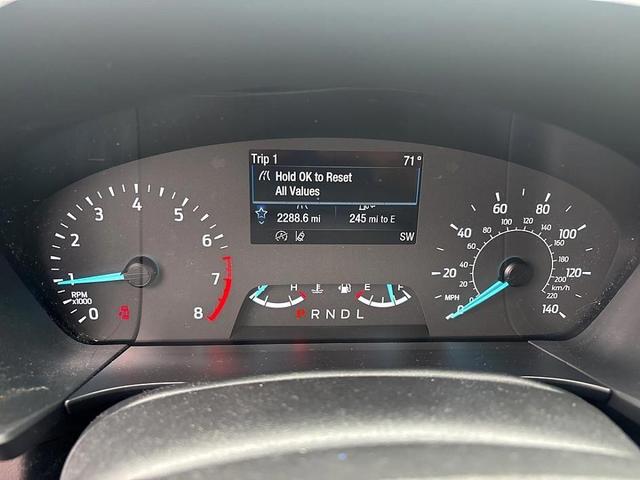 Trip 1 71°
Hold OK to Reset
All Values
2288.6 mi 245 mi to E
SW
0 1 2 3 4 5 6 7 8
RPM
x1000
H E F
P R N D L
0 20 40 60 80 100 120 140
MPH
0 20 40 60 80 100 120 140 160 180 200 220
km/h